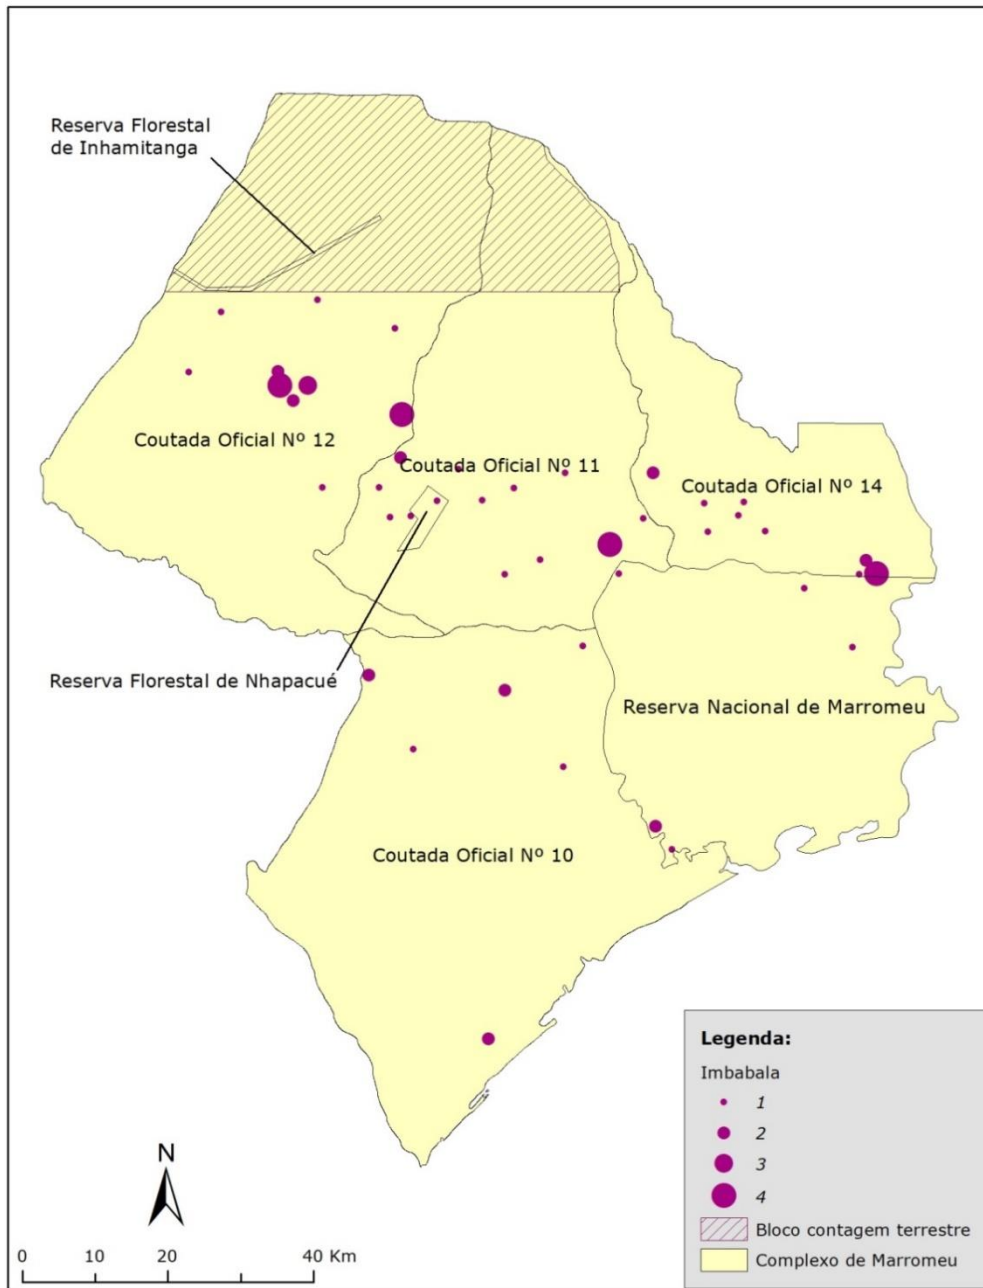 Reserva Florestal
de Inhamitanga
Coutada Oficial Nº 12
Coutada Oficial Nº 11
Coutada Oficial Nº 14
Reserva Florestal de Nhapacué
Reserva Nacional de Marromeu
Coutada Oficial Nº 10
Legenda:
Imbabala
1
2
3
4
Bloco contagem terrestre
Complexo de Marromeu
N
0 10 20 40 Km